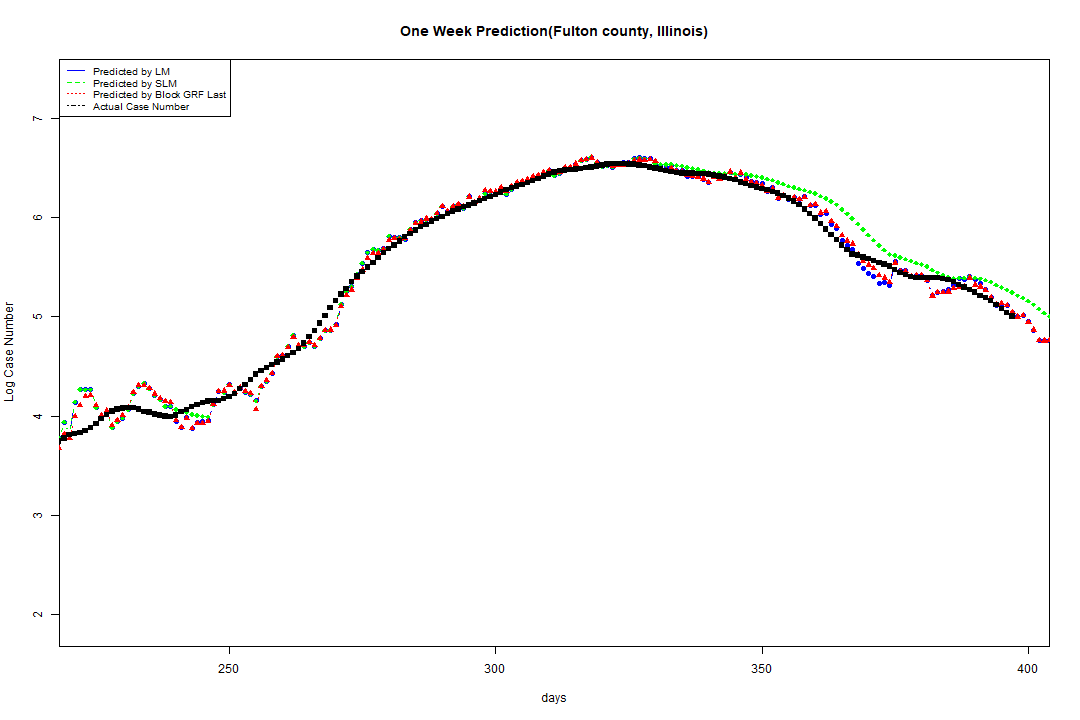 One Week Prediction(Fulton county, Illinois)
Predicted by LM
Predicted by SLM
Predicted by Block GRF Last
Actual Case Number
7
6
5
4
3
2
Log Case Number
250
300
350
400
days